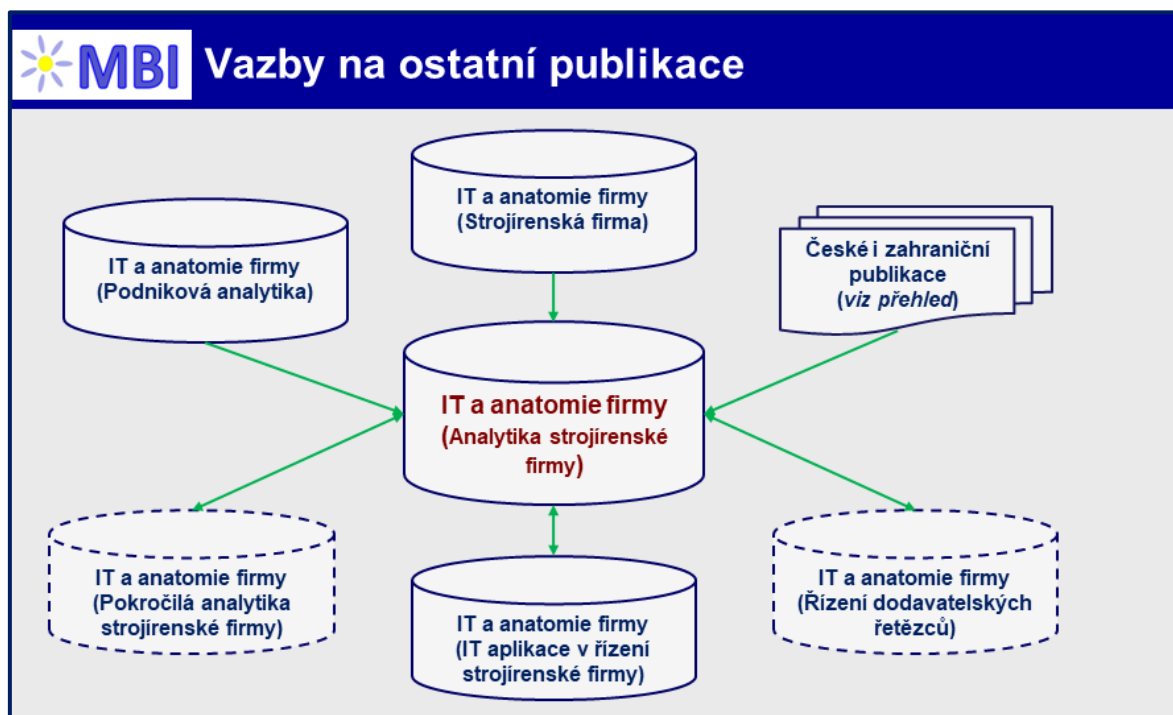 MBI
Vazby na ostatní publikace
IT a anatomie firmy
(Strojírenská firma)
IT a anatomie firmy
(Podniková analytika)
České i zahraniční
publikace
(viz přehled)
IT a anatomie firmy
(Analytika strojírenské
firmy)
IT a anatomie firmy
(Pokročilá analytika
strojírenské firmy)
IT a anatomie firmy
(IT aplikace v řízení
strojírenské firmy)
IT a anatomie firmy
(Řízení dodavatelských
řetězců)